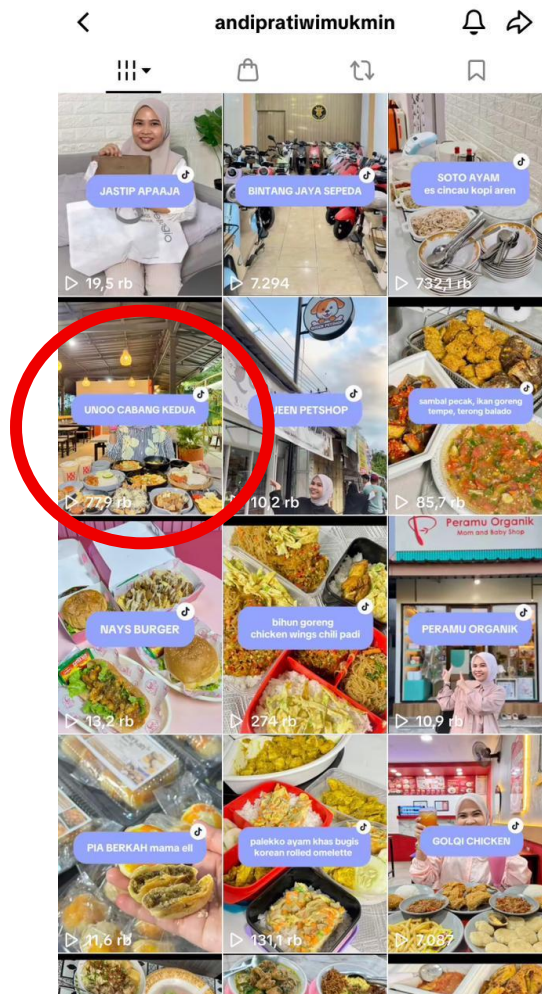 andipratiwimukmin
JASTIP APAAJA
19,5 rb
BINTANG JAYA SEPEDA
7.294
SOTO AYAM
es cincau kopi aren
732,1 rb
UNOO CABANG KEDUA
77,9 rb
UEEN PETSHOP
10,2 rb
sambal pecak, ikan goreng
tempe, terong balado
85,7 rb
NAYS BURGER
13,2 rb
bihun goreng
chicken wings chili padi
274 rb
Peramu Organik
Mom and Baby Shop
PERAMU ORGANIK
10,9 rb
PIA BERKAH mama ell
11,6 rb
palekko ayam khas bugis
korean rolled omelette
131,1 rb
GOLQI CHICKEN
7.087